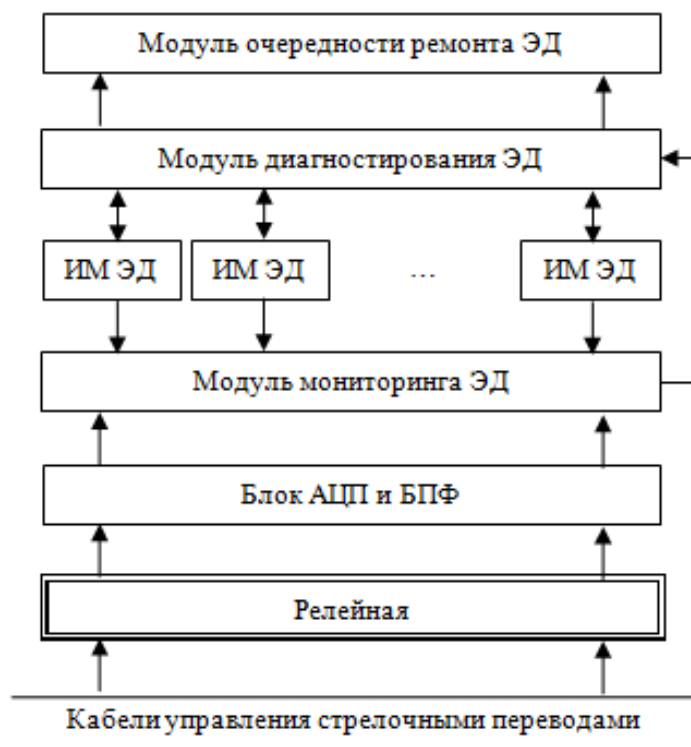 Модуль очередности ремонта ЭД
Модуль диагностирования ЭД
ИМ ЭД ИМ ЭД ... ИМ ЭД
Модуль мониторинга ЭД
Блок АЦП и БПФ
Релейная
Кабели управления стрелочными переводами